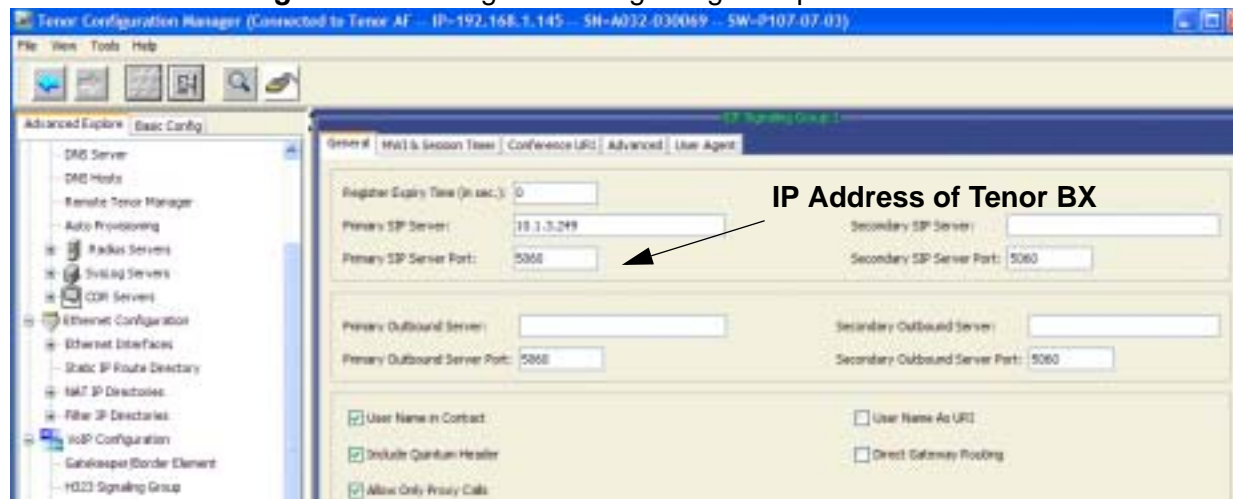 Tenor Configuration Manager (Connected to Tenor AF -- IP-192.168.1.145 -- SN-A032-030069 -- SW-P107-07-03)
File View Tools Help
Advanced Explore Basic Config
DNS Server
DNS Hosts
Remote Tenor Manager
Auto Provisioning
Radius Servers
SysLog Servers
CDR Servers
Ethernet Configuration
Ethernet Interfaces
Static IP Route Directory
NAT IP Directories
Filter IP Directories
VoIP Configuration
Gatekeeper/Border Element
H323 Signaling Group
SIP Signaling Group 1
General MWI & Session Timer Conference URI Advanced User Agent
Register Expiry Time (in sec.): 0
IP Address of Tenor BX
Primary SIP Server: 10.1.3.249 Secondary SIP Server:
Primary SIP Server Port: 5060 Secondary SIP Server Port: 5060
Primary Outbound Server: Secondary Outbound Server:
Primary Outbound Server Port: 5060 Secondary Outbound Server Port: 5060
User Name in Contact User Name As URI
Include Quintum Header Direct Gateway Routing
Allow Only Proxy Calls